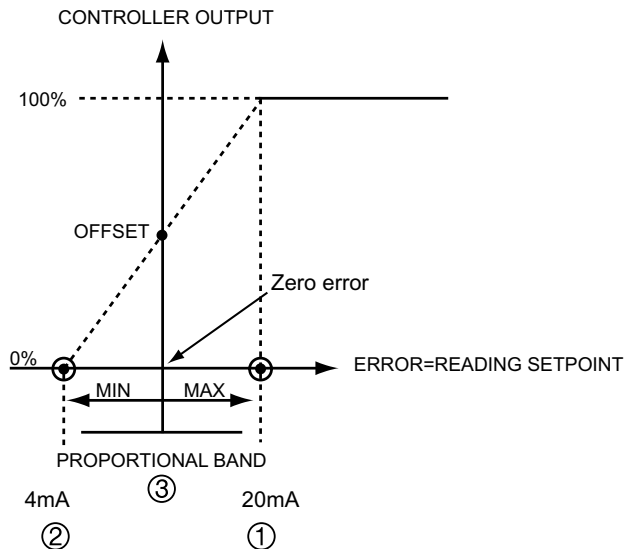 CONTROLLER OUTPUT
100%
OFFSET
Zero error
0%
ERROR=READING SETPOINT
MIN MAX
PROPORTIONAL BAND
③
4mA 20mA
② ①